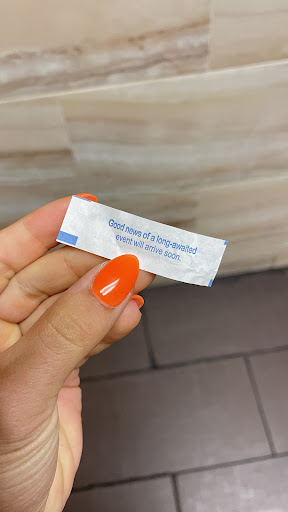 Good news of a long-awaited
event will arrive soon.